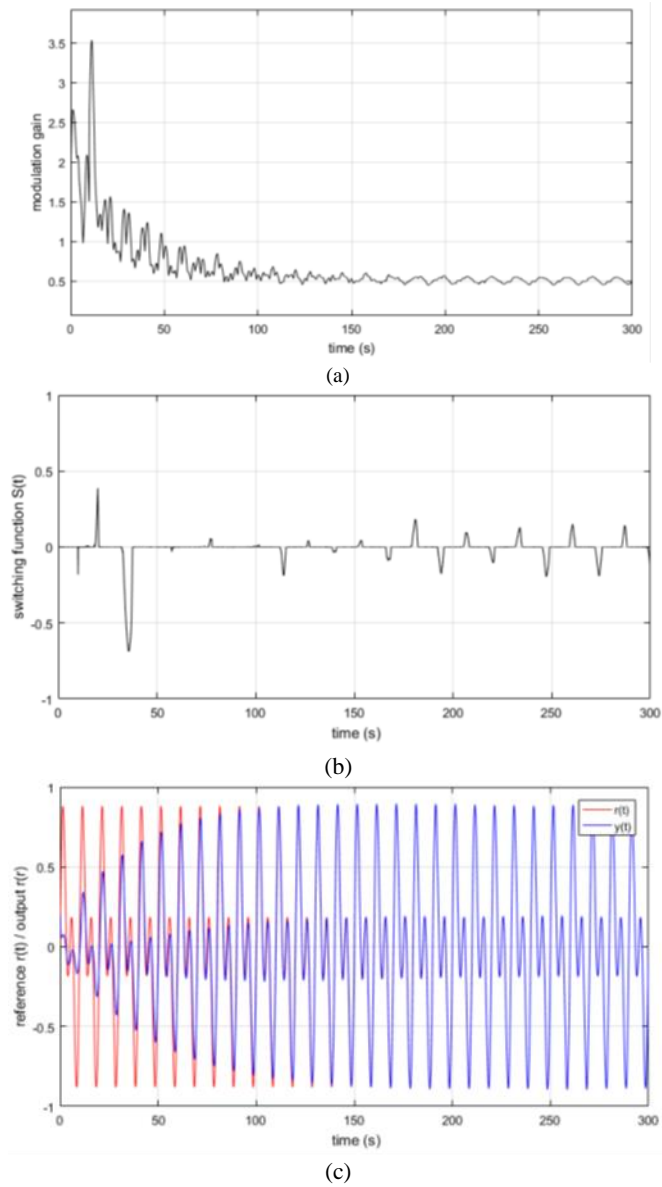 3.5
3
2.5
2
1.5
1
0.5
modulation gain
0 50 100 150 200 250 300
time (s)
(a)
1
0.5
0
-0.5
-1
switching function S(t)
0 50 100 150 200 250 300
time (s)
(b)
1
0.5
0
-0.5
-1
reference r(t) / output r(r)
r(t)
y(t)
0 50 100 150 200 250 300
time (s)
(c)